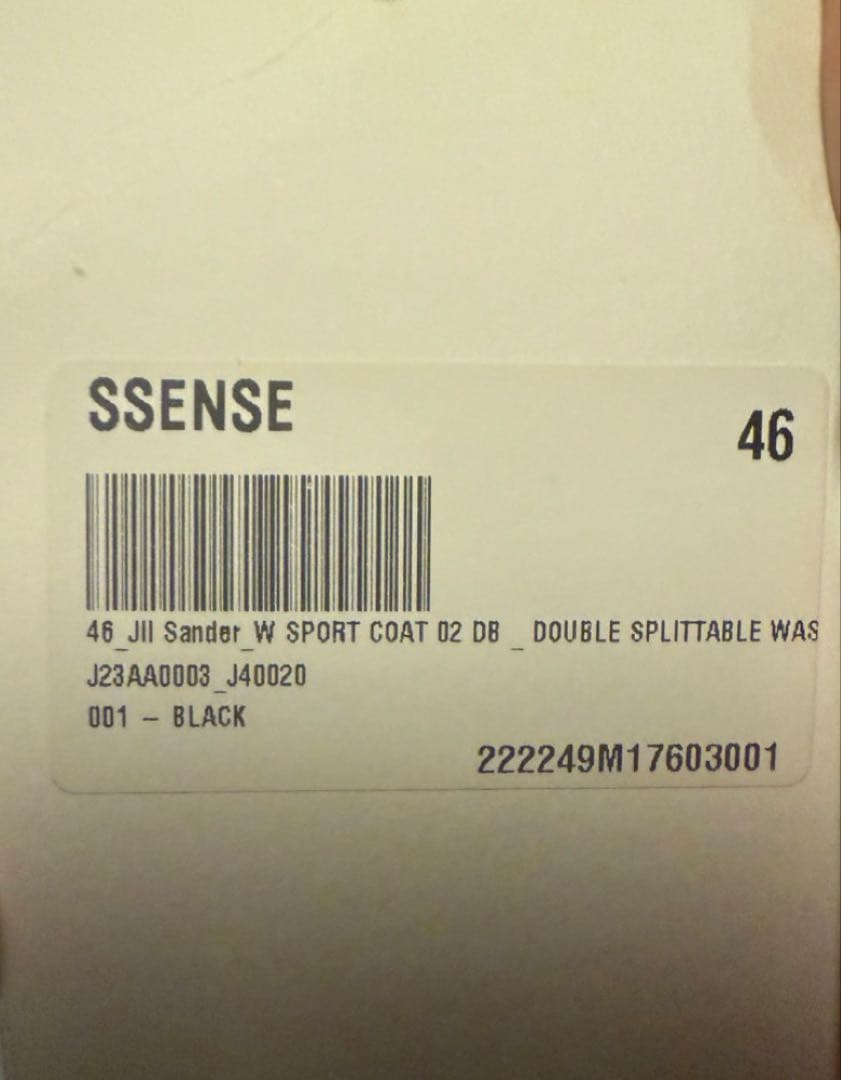 SSENSE
46
46_Jil Sander_W SPORT COAT 02 DB _ DOUBLE SPLITTABLE WAS
J23AA0003_J40020
001 – BLACK
222249M17603001